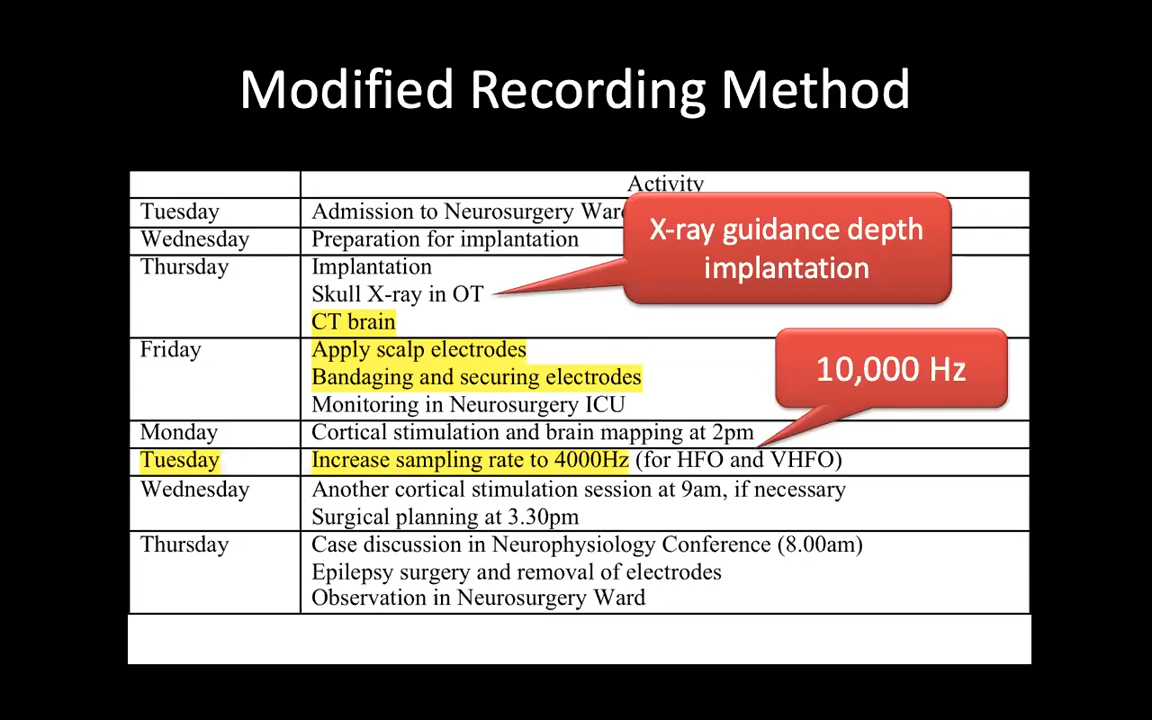 Modified Recording Method
Activity
Tuesday Admission to Neurosurgery Ward
Wednesday Preparation for implantation
Thursday Implantation
Skull X-ray in OT
CT brain
X-ray guidance depth
implantation
Friday Apply scalp electrodes
Bandaging and securing electrodes
Monitoring in Neurosurgery ICU
10,000 Hz
Monday Cortical stimulation and brain mapping at 2pm
Tuesday Increase sampling rate to 4000Hz (for HFO and VHFO)
Wednesday Another cortical stimulation session at 9am, if necessary
Surgical planning at 3.30pm
Thursday Case discussion in Neurophysiology Conference (8.00am)
Epilepsy surgery and removal of electrodes
Observation in Neurosurgery Ward